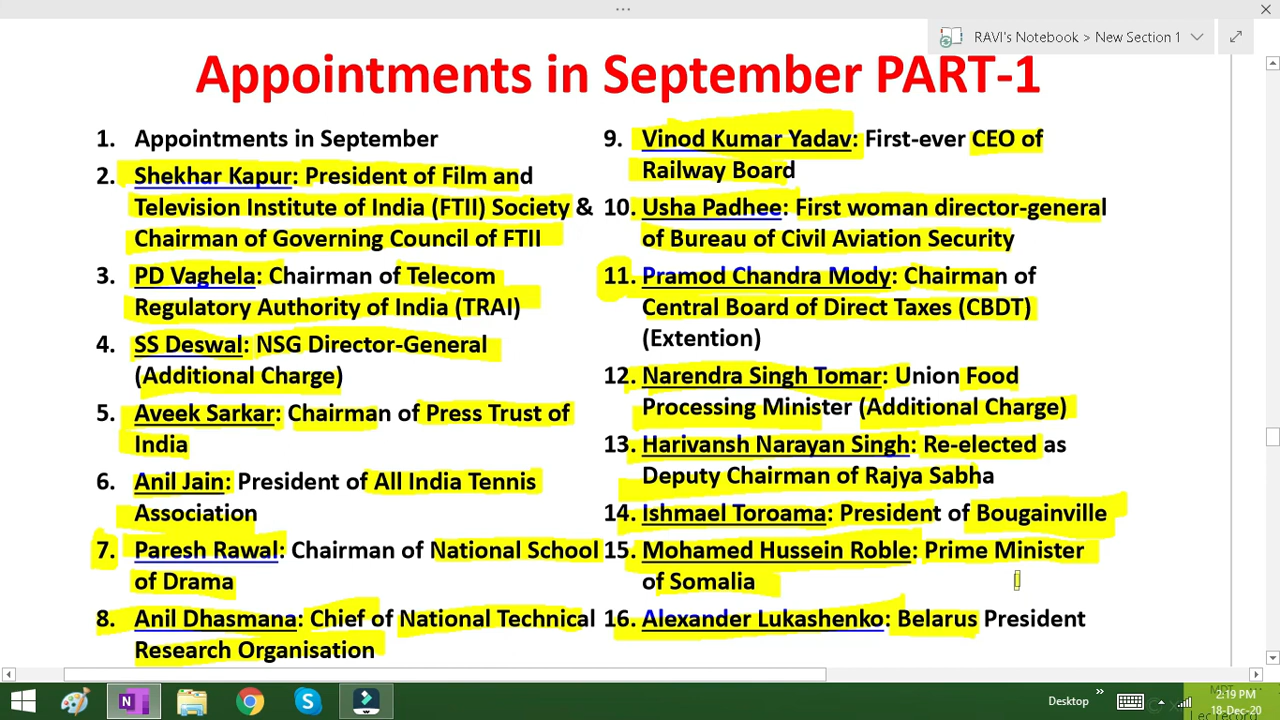 RAVI's Notebook > New Section 1
Appointments in September PART-1
1. Appointments in September
2. Shekhar Kapur: President of Film and
Television Institute of India (FTII) Society &
Chairman of Governing Council of FTII
3. PD Vaghela: Chairman of Telecom
Regulatory Authority of India (TRAI)
4. SS Deswal: NSG Director-General
(Additional Charge)
5. Aveek Sarkar: Chairman of Press Trust of
India
6. Anil Jain: President of All India Tennis
Association
7. Paresh Rawal: Chairman of National School
of Drama
8. Anil Dhasmana: Chief of National Technical
Research Organisation
9. Vinod Kumar Yadav: First-ever CEO of
Railway Board
10. Usha Padhee: First woman director-general
of Bureau of Civil Aviation Security
11. Pramod Chandra Mody: Chairman of
Central Board of Direct Taxes (CBDT)
(Extention)
12. Narendra Singh Tomar: Union Food
Processing Minister (Additional Charge)
13. Harivansh Narayan Singh: Re-elected as
Deputy Chairman of Rajya Sabha
14. Ishmael Toroama: President of Bougainville
15. Mohamed Hussein Roble: Prime Minister
of Somalia
16. Alexander Lukashenko: Belarus President
Desktop
2:19 PM
18-Dec-20